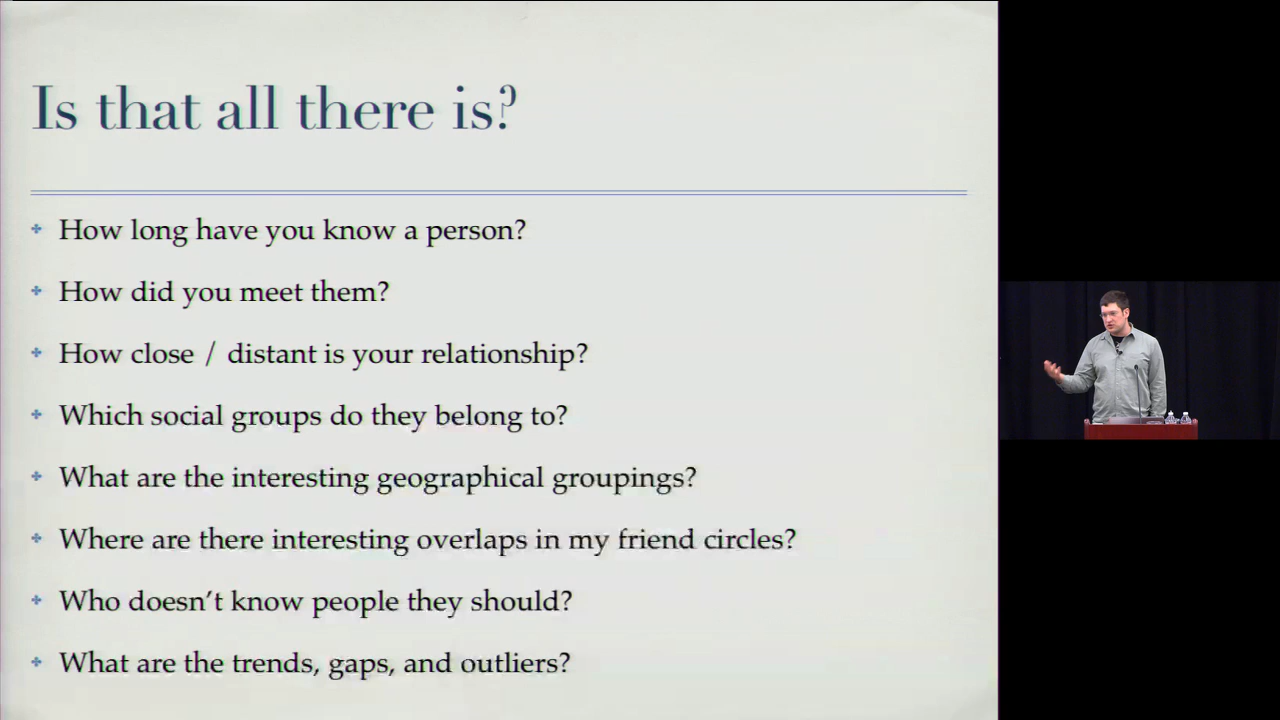 Is that all there is?
How long have you know a person?
How did you meet them?
How close / distant is your relationship?
Which social groups do they belong to?
What are the interesting geographical groupings?
Where are there interesting overlaps in my friend circles?
Who doesn't know people they should?
What are the trends, gaps, and outliers?